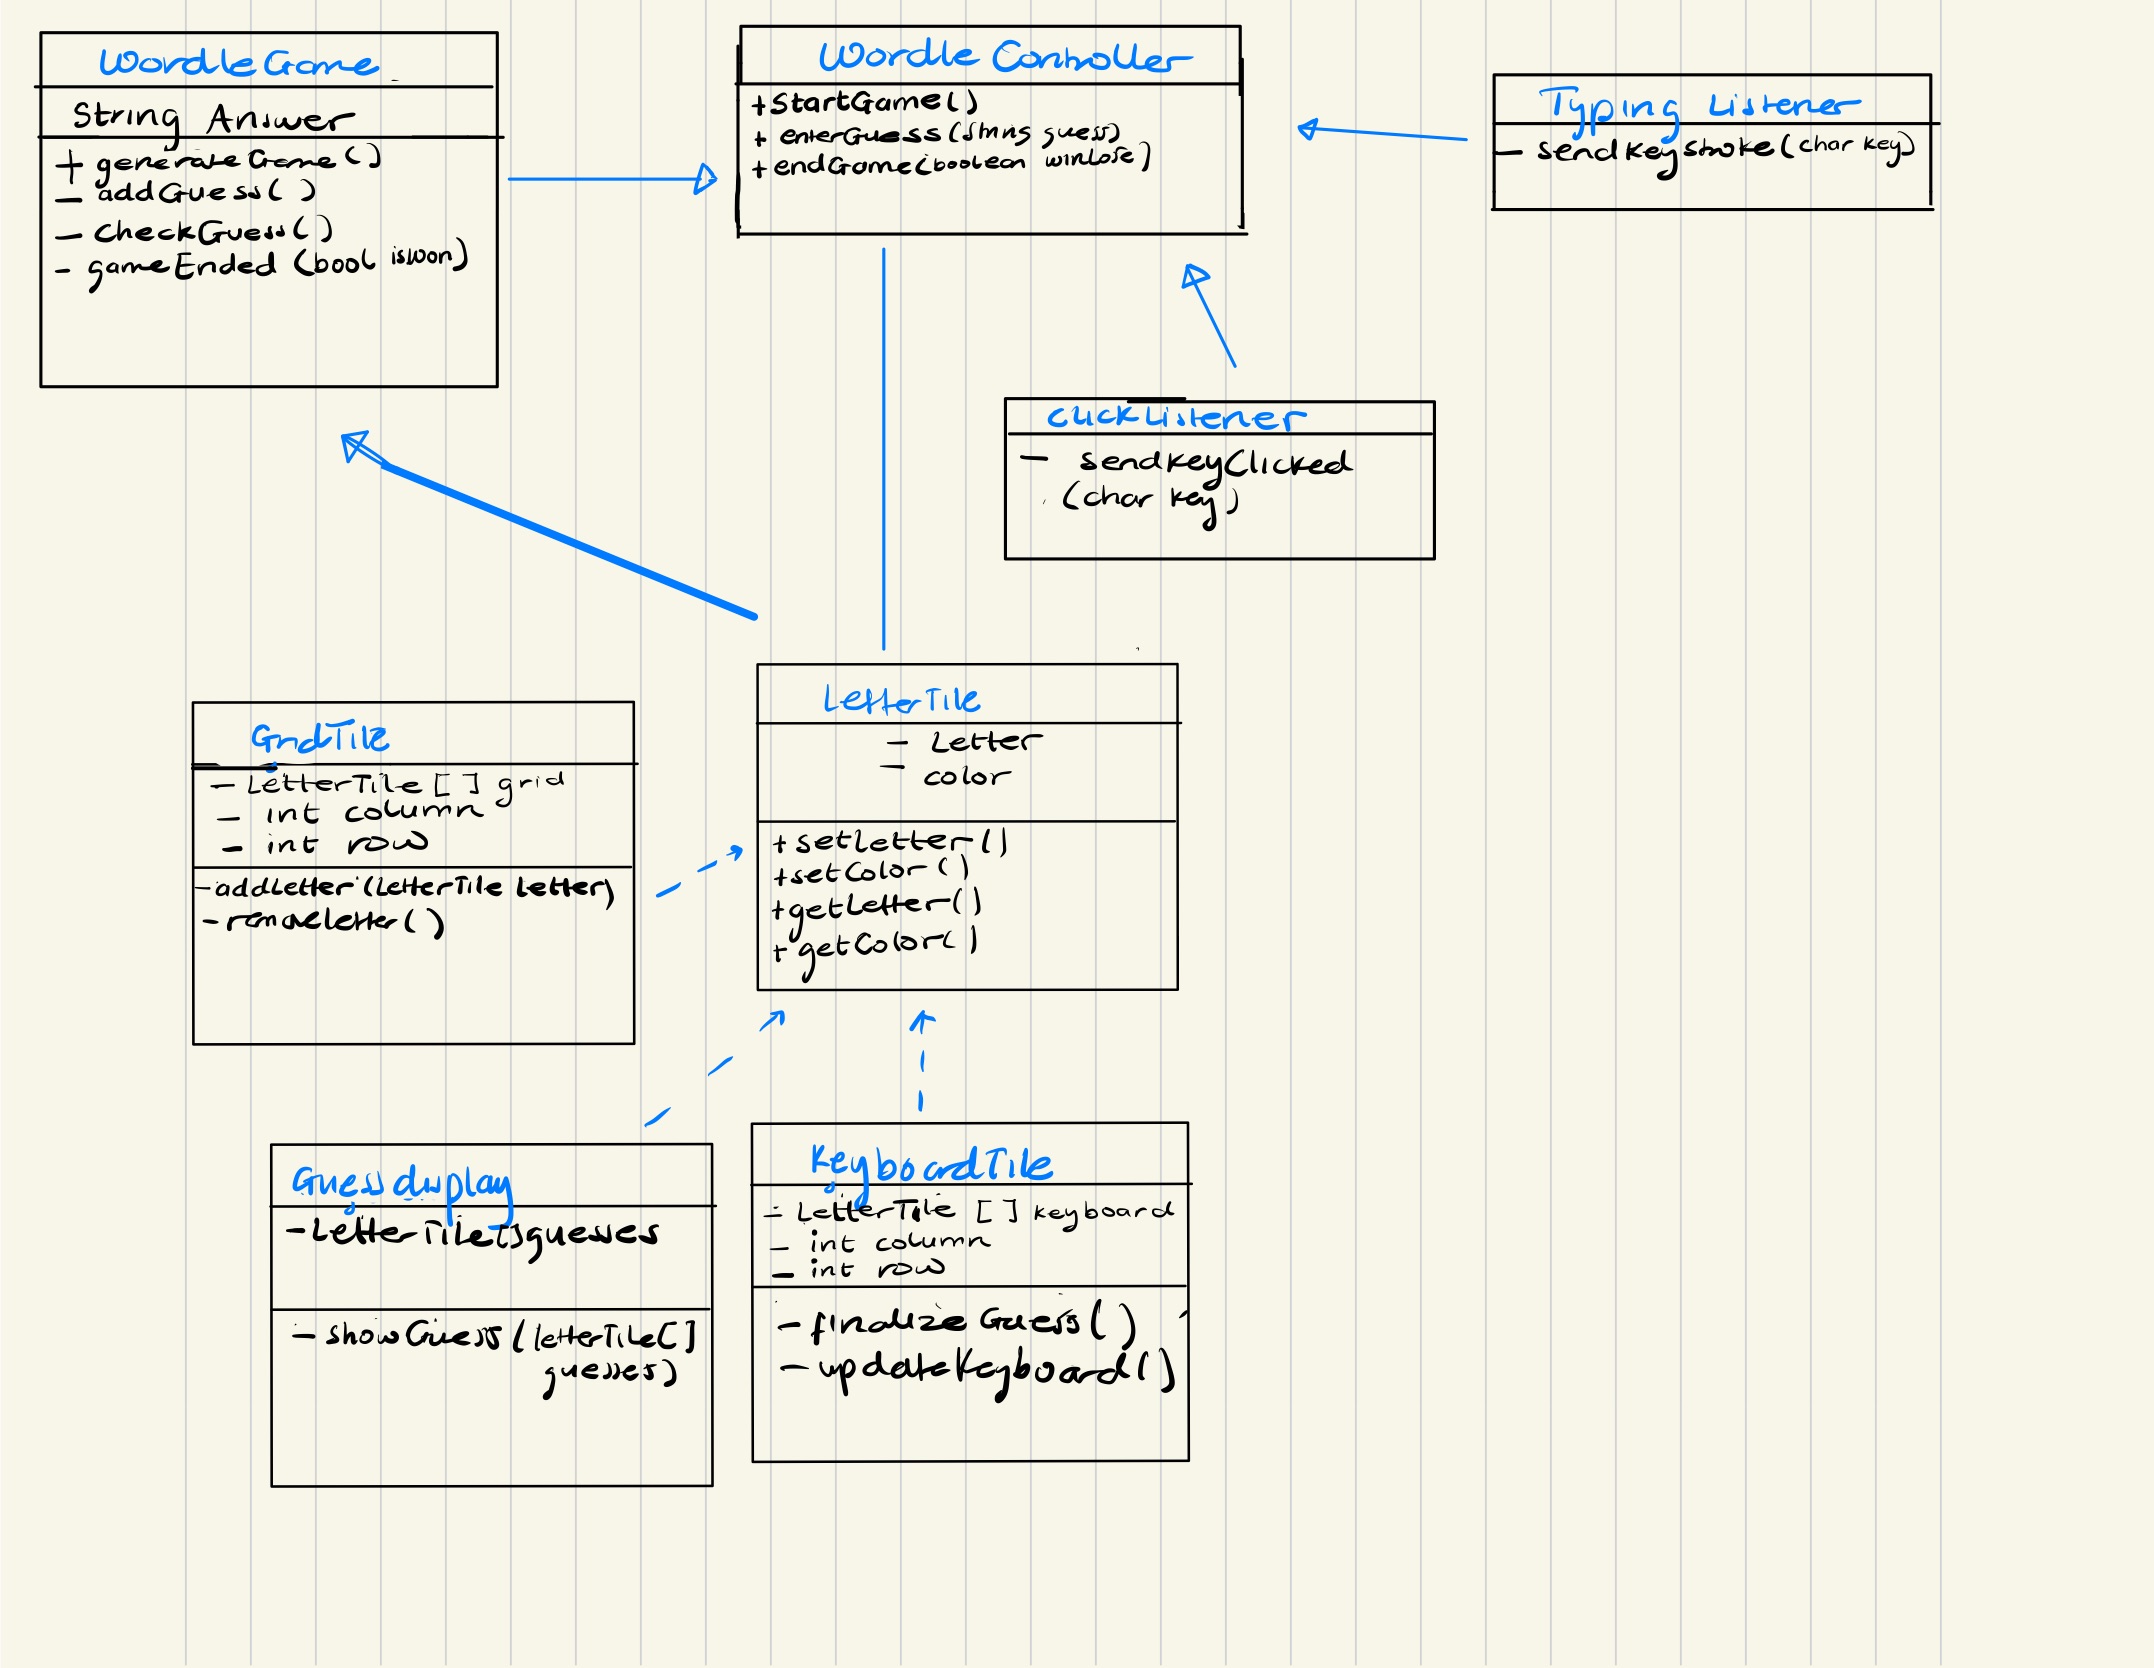 WordleGame
String Answer
+ generateGame()
- addGuess( )
- checkGuess( )
- gameEnded (bool isWon)
Wordle Controller
+StartGame()
+ enterGuess(String guess)
+endGame(boolean winLose)
Typing Listener
- sendKeystroke(char key)
ClickListener
- sendKeyClicked
(char key)
GridTile
- LetterTile [ ] grid
- int column
- int row
-addLetter (LetterTile Letter)
-removeLetter( )
LetterTile
- Letter
- color
+setLetter()
+setColor ()
+getLetter()
+getColor()
Guess display
-LetterTile[]guesses
- showGuess (letterTile[]
guesses)
KeyboardTile
- LetterTile [ ] keyboard
- int column
- int row
-finalizeGuess( )
-updateKeyboard( )